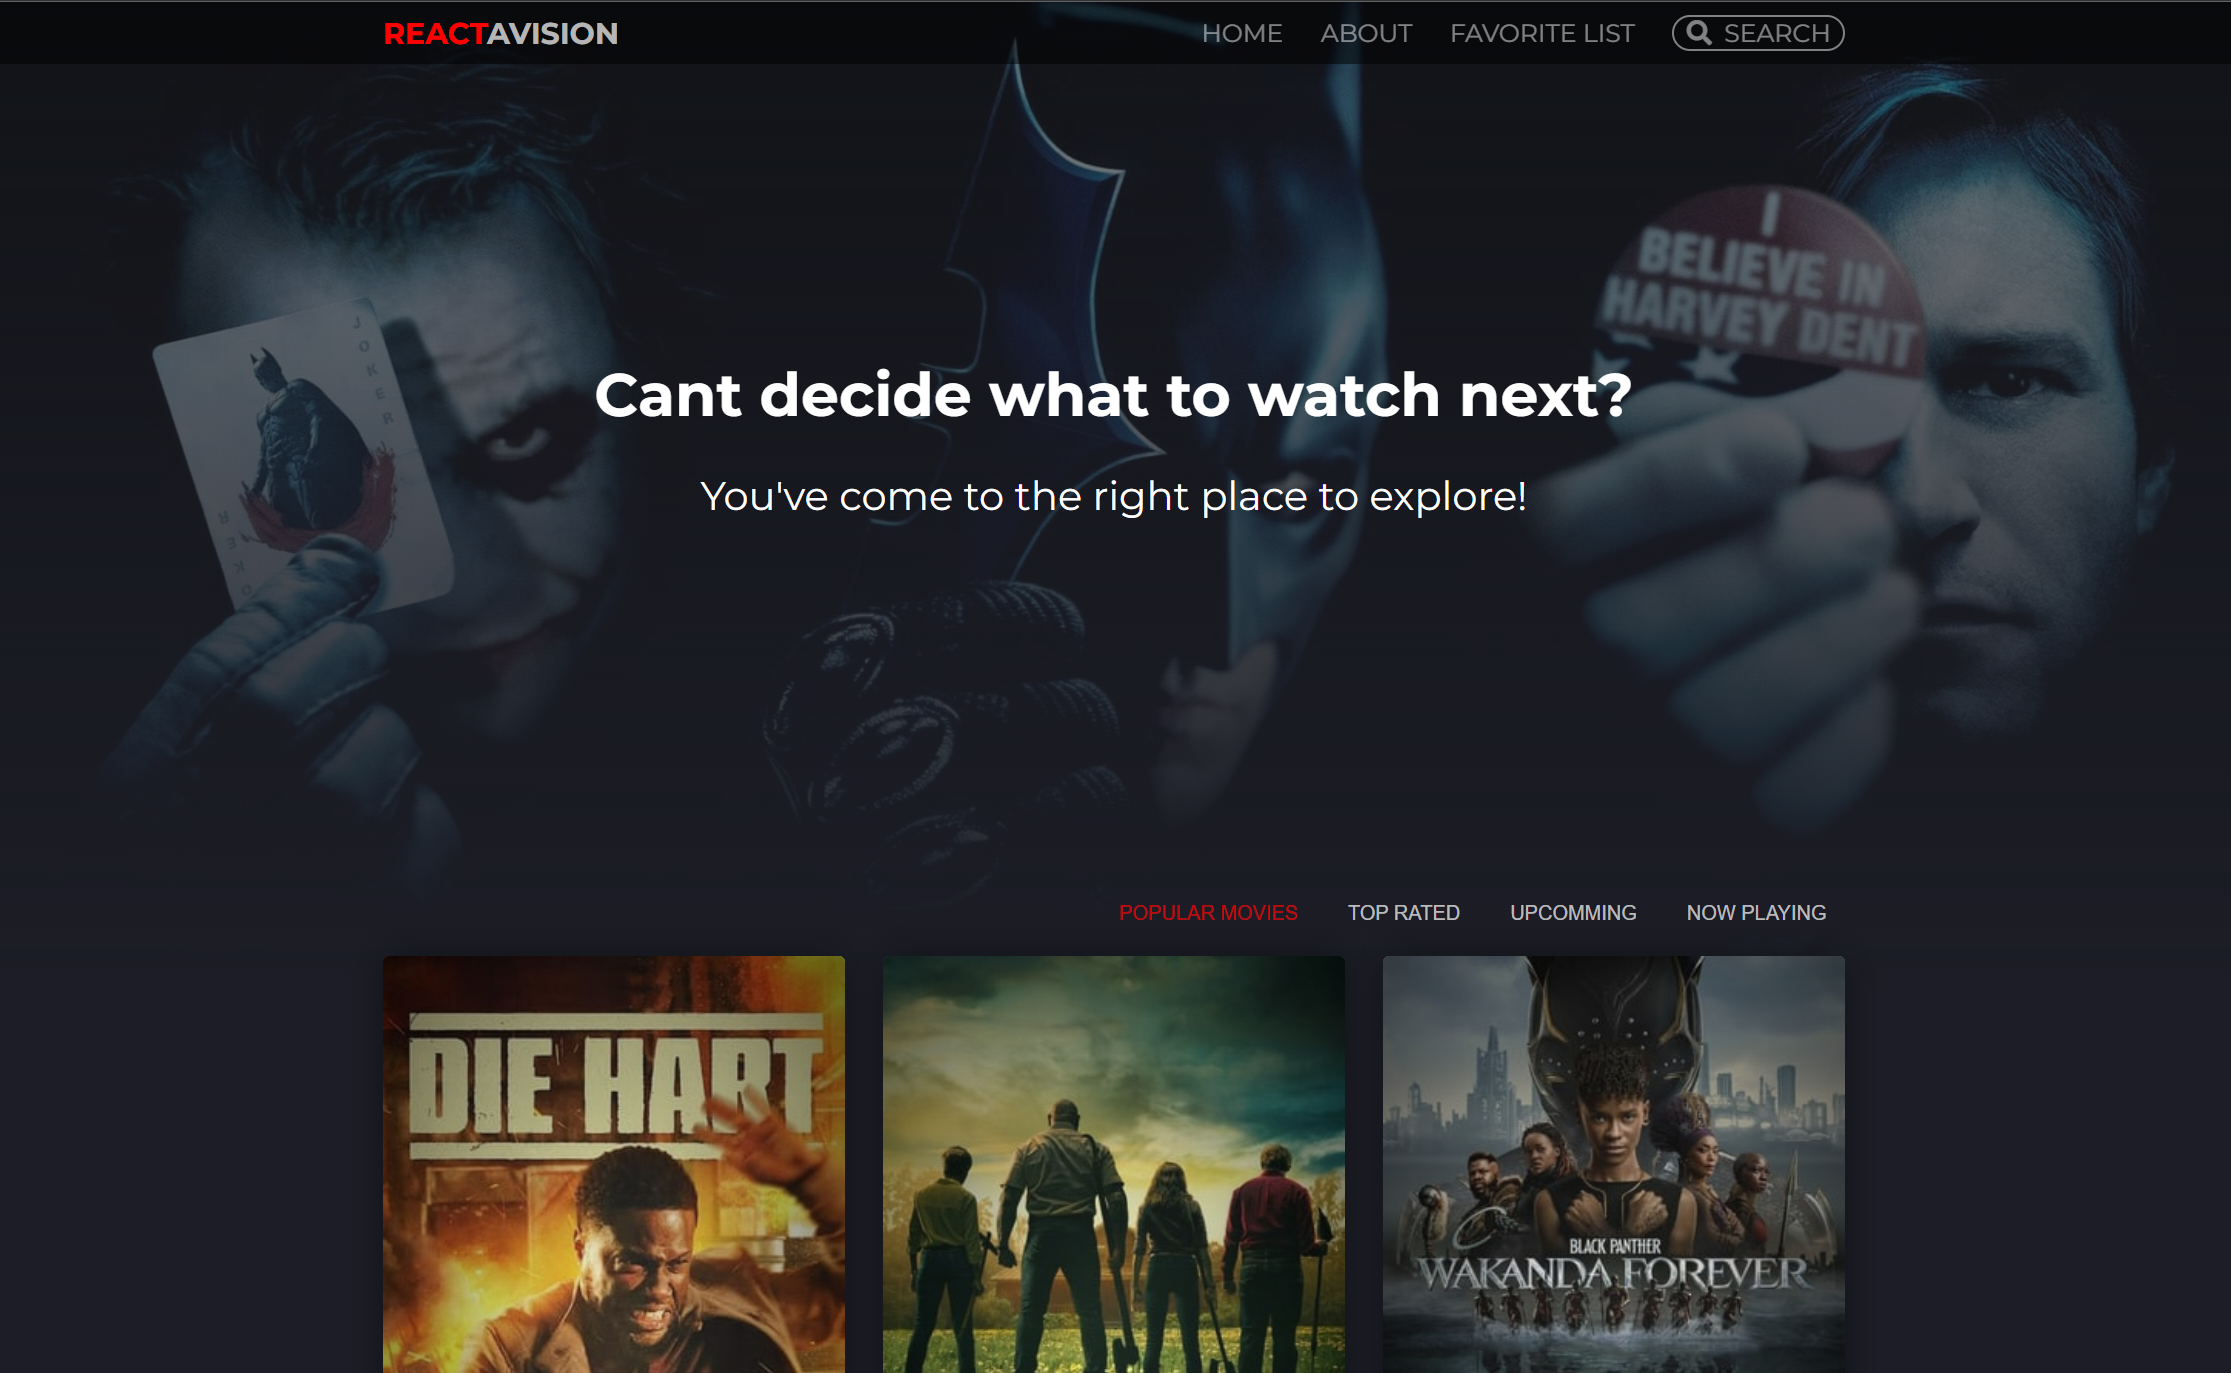 REACTAVISION HOME ABOUT FAVORITE LIST SEARCH
I
BELIEVE IN
HARVEY DENT
JOKER
Cant decide what to watch next?
You've come to the right place to explore!
POPULAR MOVIES TOP RATED UPCOMMING NOW PLAYING
DIE HART
BLACK PANTHER
WAKANDA FOREVER